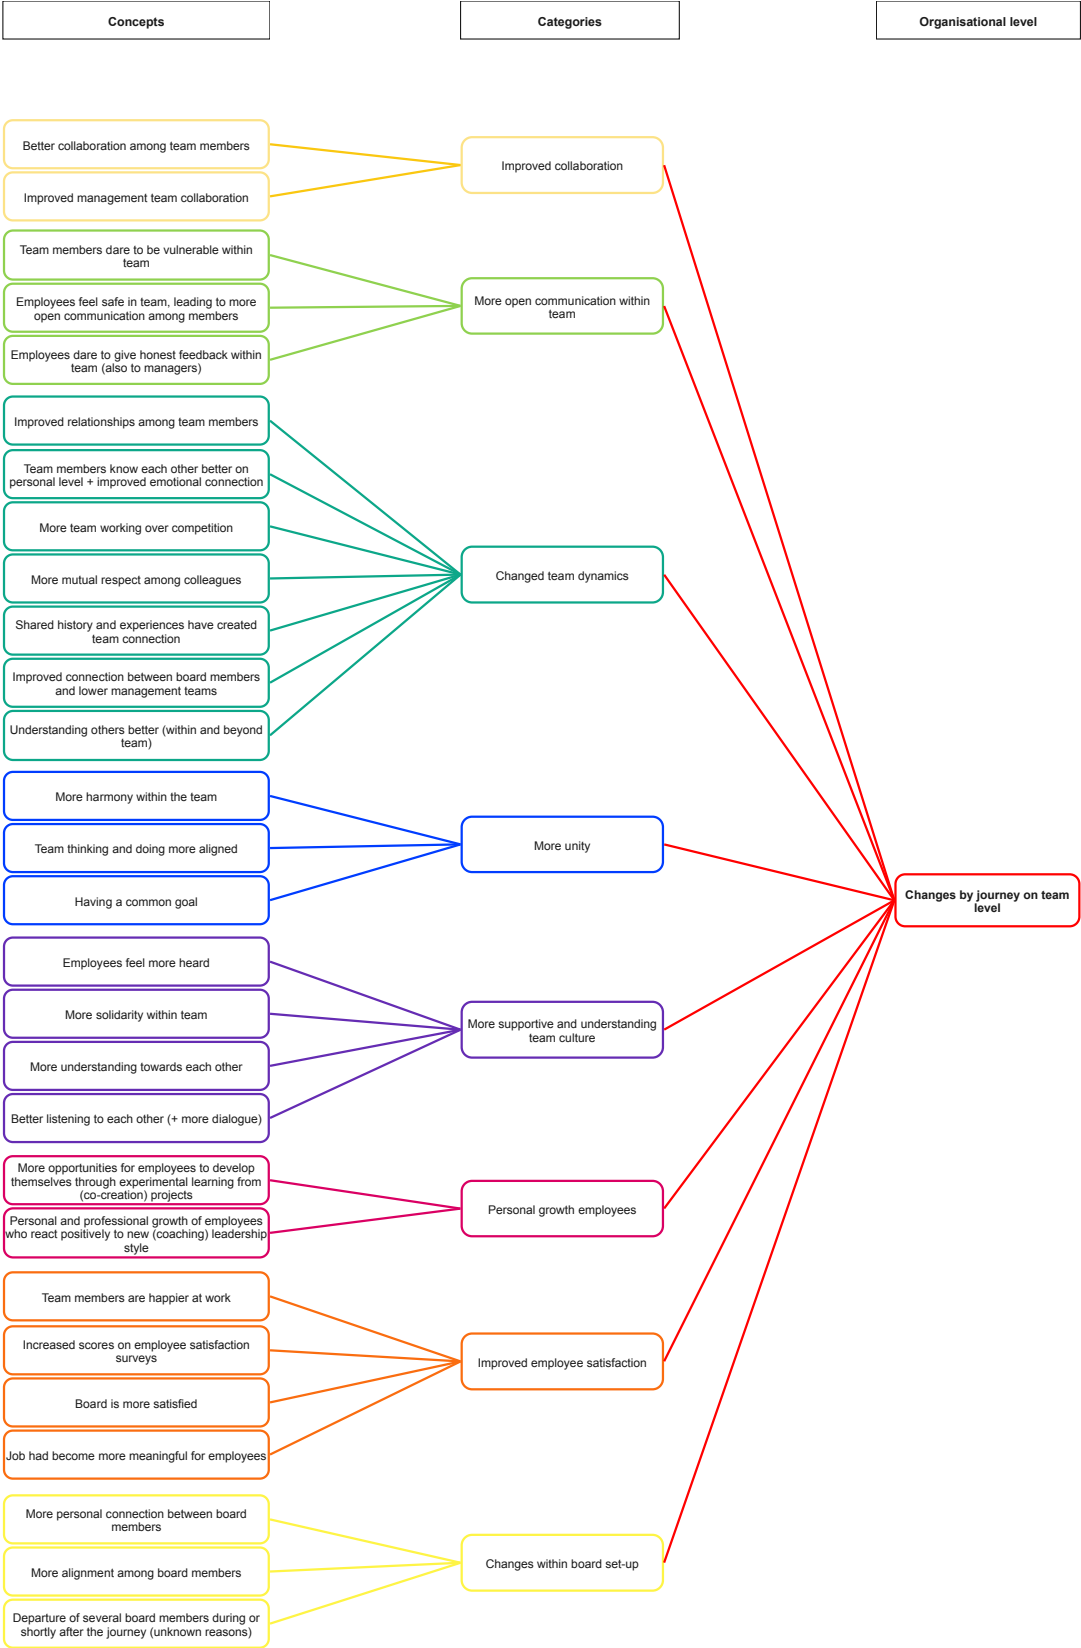 Concepts
Categories
Organisational level
Better collaboration among team members
Improved management team collaboration
Improved collaboration
Team members dare to be vulnerable within
team
Employees feel safe in team, leading to more
open communication among members
Employees dare to give honest feedback within
team (also to managers)
More open communication within
team
Improved relationships among team members
Team members know each other better on
personal level + improved emotional connection
More team working over competition
More mutual respect among colleagues
Shared history and experiences have created
team connection
Improved connection between board members
and lower management teams
Understanding others better (within and beyond
team)
Changed team dynamics
More harmony within the team
Team thinking and doing more aligned
Having a common goal
More unity
Employees feel more heard
More solidarity within team
More understanding towards each other
Better listening to each other (+ more dialogue)
More supportive and understanding
team culture
More opportunities for employees to develop
themselves through experimental learning from
(co-creation) projects
Personal and professional growth of employees
who react positively to new (coaching) leadership
style
Personal growth employees
Team members are happier at work
Increased scores on employee satisfaction
surveys
Board is more satisfied
Job had become more meaningful for employees
Improved employee satisfaction
More personal connection between board
members
More alignment among board members
Departure of several board members during or
shortly after the journey (unknown reasons)
Changes within board set-up
Changes by journey on team
level